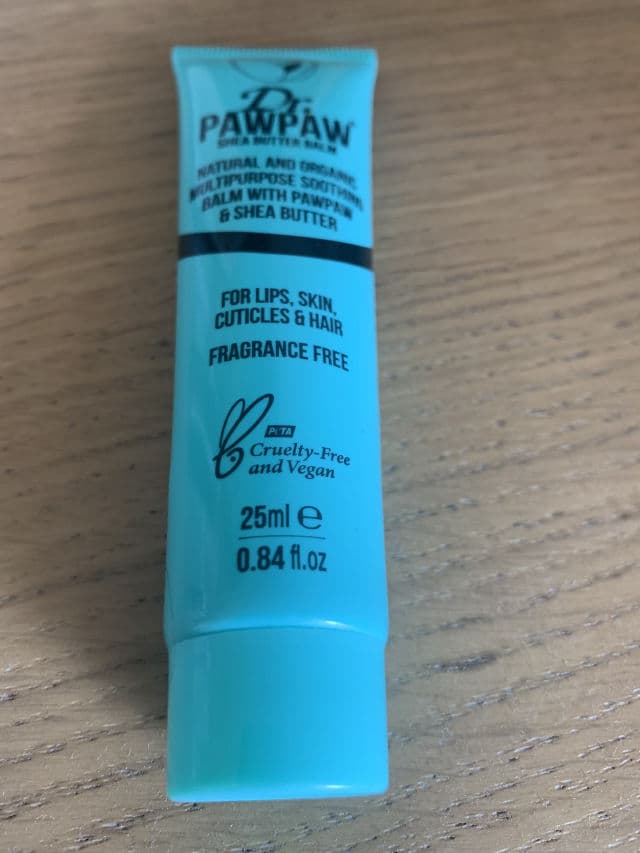 Dr.
PAWPAW
SHEA BUTTER BALM
NATURAL AND ORGANIC
MULTIPURPOSE SOOTHING
BALM WITH PAWPAW
& SHEA BUTTER
FOR LIPS, SKIN,
CUTICLES & HAIR
FRAGRANCE FREE
PETA
Cruelty-Free
and Vegan
25ml ℮
0.84 fl.oz